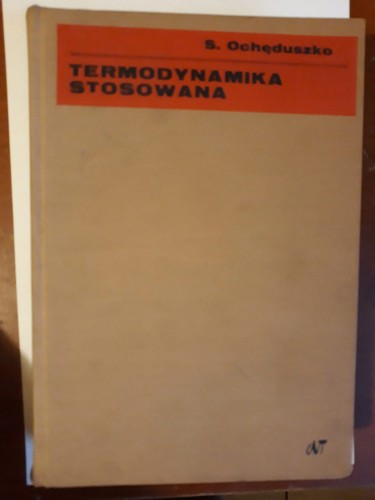 S. Ochęduszko
TERMODYNAMIKA
STOSOWANA
WNT